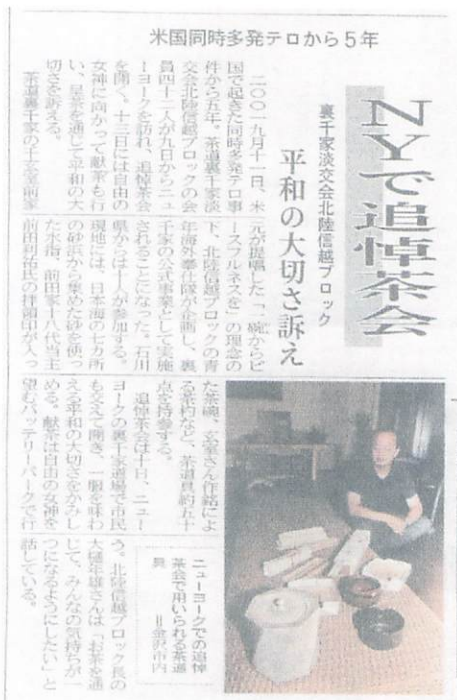 米国同時多発テロから5年
NYで追悼茶会
裏千家淡交会北陸信越ブロック
平和の大切さ訴え
二〇〇一年九月十一日、米
国で起きた同時多発テロ事
件から五年。茶道裏千家淡
交会北陸信越ブロックの会
員四十二人が九日からニュ
ーヨークを訪れ、追悼茶会
を開く。十三日には自由の
女神に向かって献茶も行
い、呈茶を通じて平和の大
切さを訴える。
茶道裏千家の千玄室前家
元が提唱した「一碗からピ
ースフルネスを」の理念の
下、北陸信越ブロックの青
年海外奉仕隊が企画し、裏
千家の公式事業として実施
されることになった。石川
県からは十八人が参加する。
現地には、日本海の七カ所
の砂浜から集めた砂を使っ
た水指、前田家十八代当主
前田利祐氏の拝領印が入っ
た茶碗、玄室さん作銘によ
る茶杓など、茶道具約五十
点を持参する。
追悼茶会は十日、ニュー
ヨークの裏千家道場で市民
も交えて開き、一服を味わ
える平和の大切さをかみし
める。献茶は自由の女神を
望むバッテリーパークで行
う。北陸信越ブロック長の
大樋年雄さんは「お茶を通
じて、みんなの気持ちが一
つになるようにしたい」と
話している。
ニューヨークでの追悼
茶会で用いられる茶道
具　＝金沢市内